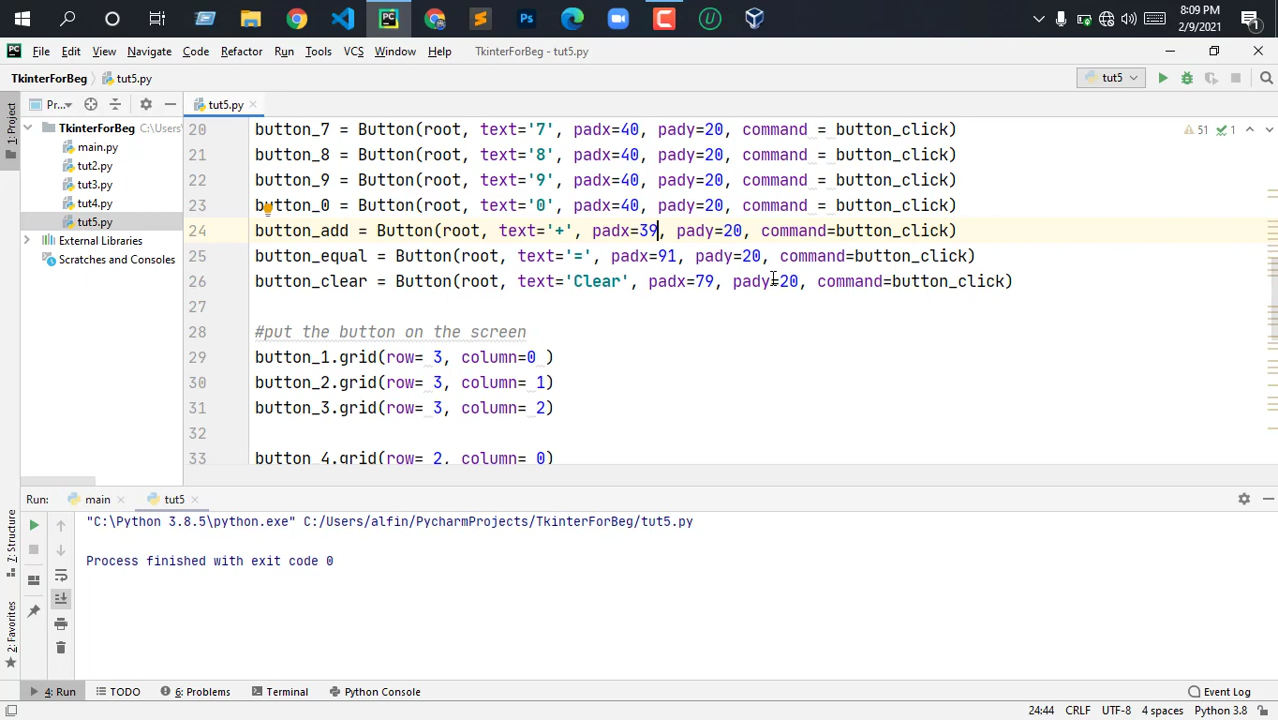 8:09 PM
2/9/2021
File Edit View Navigate Code Refactor Run Tools VCS Window Help TkinterForBeg - tut5.py
TkinterForBeg tut5.py tut5
1: Project
Pr... tut5.py
TkinterForBeg C:\Users\
main.py
tut2.py
tut3.py
tut4.py
tut5.py
External Libraries
Scratches and Consoles
51 1
20 button_7 = Button(root, text='7', padx=40, pady=20, command = button_click)
21 button_8 = Button(root, text='8', padx=40, pady=20, command = button_click)
22 button_9 = Button(root, text='9', padx=40, pady=20, command = button_click)
23 button_0 = Button(root, text='0', padx=40, pady=20, command = button_click)
24 button_add = Button(root, text='+', padx=39, pady=20, command=button_click)
25 button_equal = Button(root, text='=', padx=91, pady=20, command=button_click)
26 button_clear = Button(root, text='Clear', padx=79, pady=20, command=button_click)
27
28 #put the button on the screen
29 button_1.grid(row= 3, column=0 )
30 button_2.grid(row= 3, column= 1)
31 button_3.grid(row= 3, column= 2)
32
33 button_4.grid(row= 2, column= 0)
Run: main tut5
"C:\Python 3.8.5\python.exe" C:/Users/alfin/PycharmProjects/TkinterForBeg/tut5.py
Process finished with exit code 0
7: Structure
2: Favorites
4: Run TODO 6: Problems Terminal Python Console Event Log
24:44 CRLF UTF-8 4 spaces Python 3.8